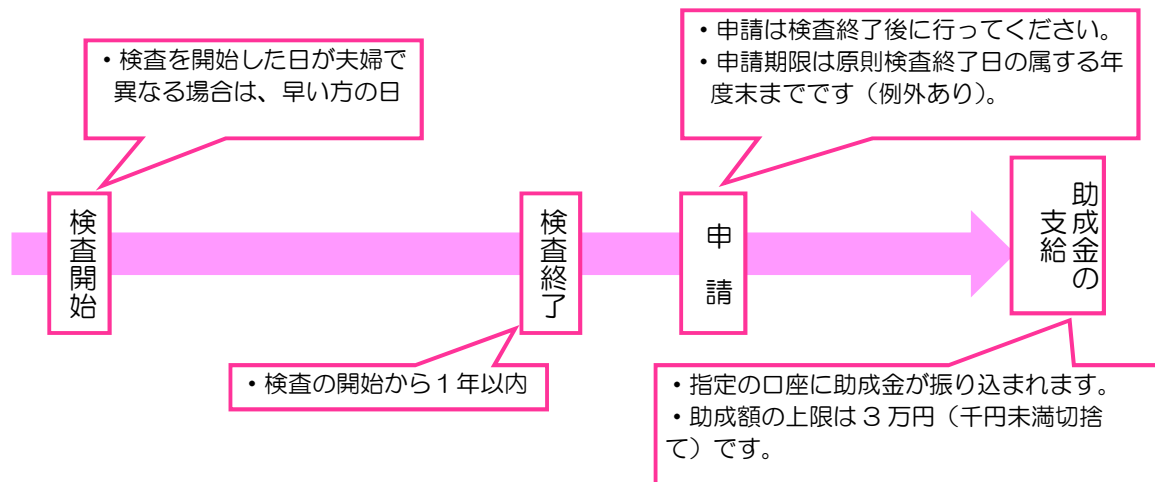 ・検査を開始した日が夫婦で
異なる場合は、早い方の日
・申請は検査終了後に行ってください。
・申請期限は原則検査終了日の属する年
度末までです（例外あり）。
検査開始
検査終了
申請
助成金の
支給
・検査の開始から１年以内
・指定の口座に助成金が振り込まれます。
・助成額の上限は３万円（千円未満切捨
て）です。